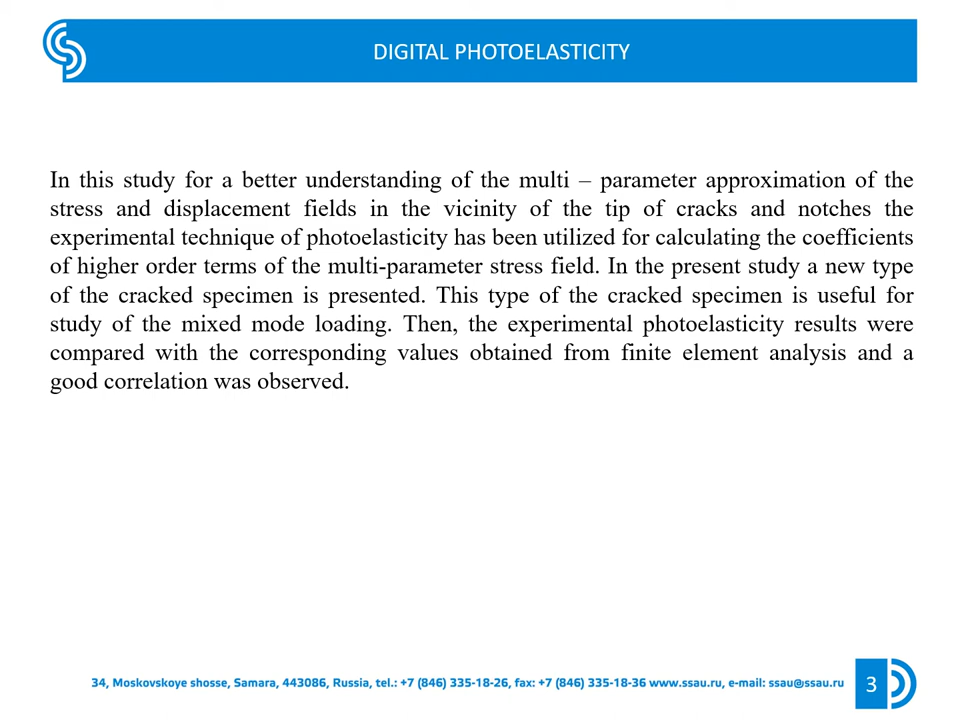 DIGITAL PHOTOELASTICITY
In this study for a better understanding of the multi – parameter approximation of the
stress and displacement fields in the vicinity of the tip of cracks and notches the
experimental technique of photoelasticity has been utilized for calculating the coefficients
of higher order terms of the multi-parameter stress field. In the present study a new type
of the cracked specimen is presented. This type of the cracked specimen is useful for
study of the mixed mode loading. Then, the experimental photoelasticity results were
compared with the corresponding values obtained from finite element analysis and a
good correlation was observed.
34, Moskovskoye shosse, Samara, 443086, Russia, tel.: +7 (846) 335-18-26, fax: +7 (846) 335-18-36 www.ssau.ru, e-mail: ssau@ssau.ru
3